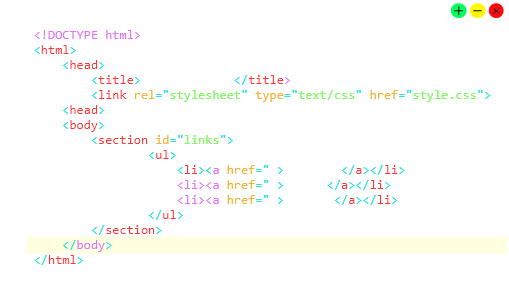 <!DOCTYPE html>
<html>
<head>
<title> </title>
<link rel="stylesheet" type="text/css" href="style.css">
<head>
<body>
<section id="links">
<ul>
<li><a href=" > </a></li>
<li><a href=" > </a></li>
<li><a href=" > </a></li>
</ul>
</section>
</body>
</html>